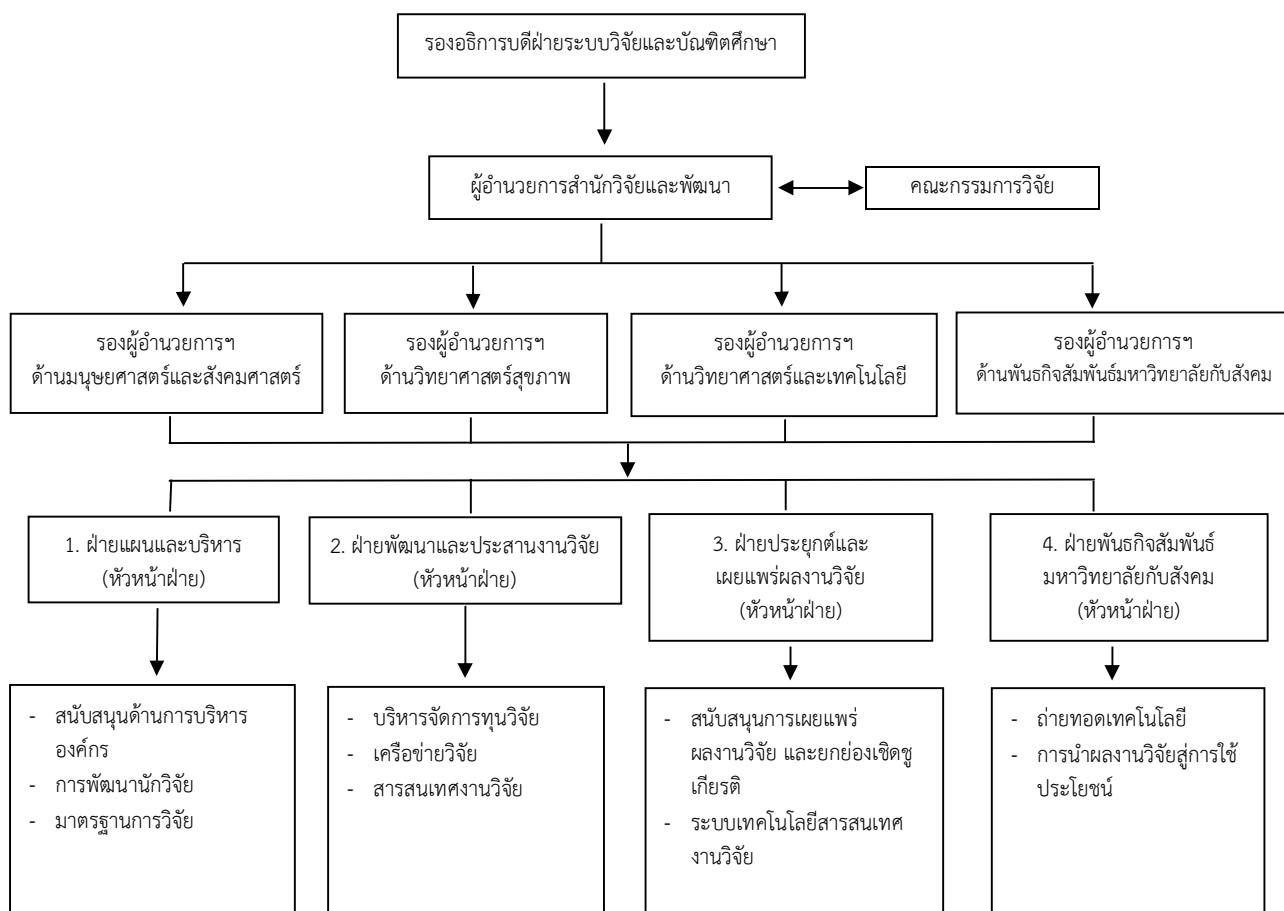 รองอธิการบดีฝ่ายระบบวิจัยและบัณฑิตศึกษา
ผู้อำนวยการสำนักวิจัยและพัฒนา
คณะกรรมการวิจัย
รองผู้อำนวยการฯ
ด้านมนุษยศาสตร์และสังคมศาสตร์
รองผู้อำนวยการฯ
ด้านวิทยาศาสตร์สุขภาพ
รองผู้อำนวยการฯ
ด้านวิทยาศาสตร์และเทคโนโลยี
รองผู้อำนวยการฯ
ด้านพันธกิจสัมพันธ์มหาวิทยาลัยกับสังคม
1. ฝ่ายแผนและบริหาร
(หัวหน้าฝ่าย)
2. ฝ่ายพัฒนาและประสานงานวิจัย
(หัวหน้าฝ่าย)
3. ฝ่ายประยุกต์และ
เผยแพร่ผลงานวิจัย
(หัวหน้าฝ่าย)
4. ฝ่ายพันธกิจสัมพันธ์
มหาวิทยาลัยกับสังคม
(หัวหน้าฝ่าย)
- สนับสนุนด้านการบริหาร
องค์กร
- การพัฒนานักวิจัย
- มาตรฐานการวิจัย
- บริหารจัดการทุนวิจัย
- เครือข่ายวิจัย
- สารสนเทศงานวิจัย
- สนับสนุนการเผยแพร่
ผลงานวิจัย และยกย่องเชิดชู
เกียรติ
- ระบบเทคโนโลยีสารสนเทศ
งานวิจัย
- ถ่ายทอดเทคโนโลยี
- การนำผลงานวิจัยสู่การใช้
ประโยชน์